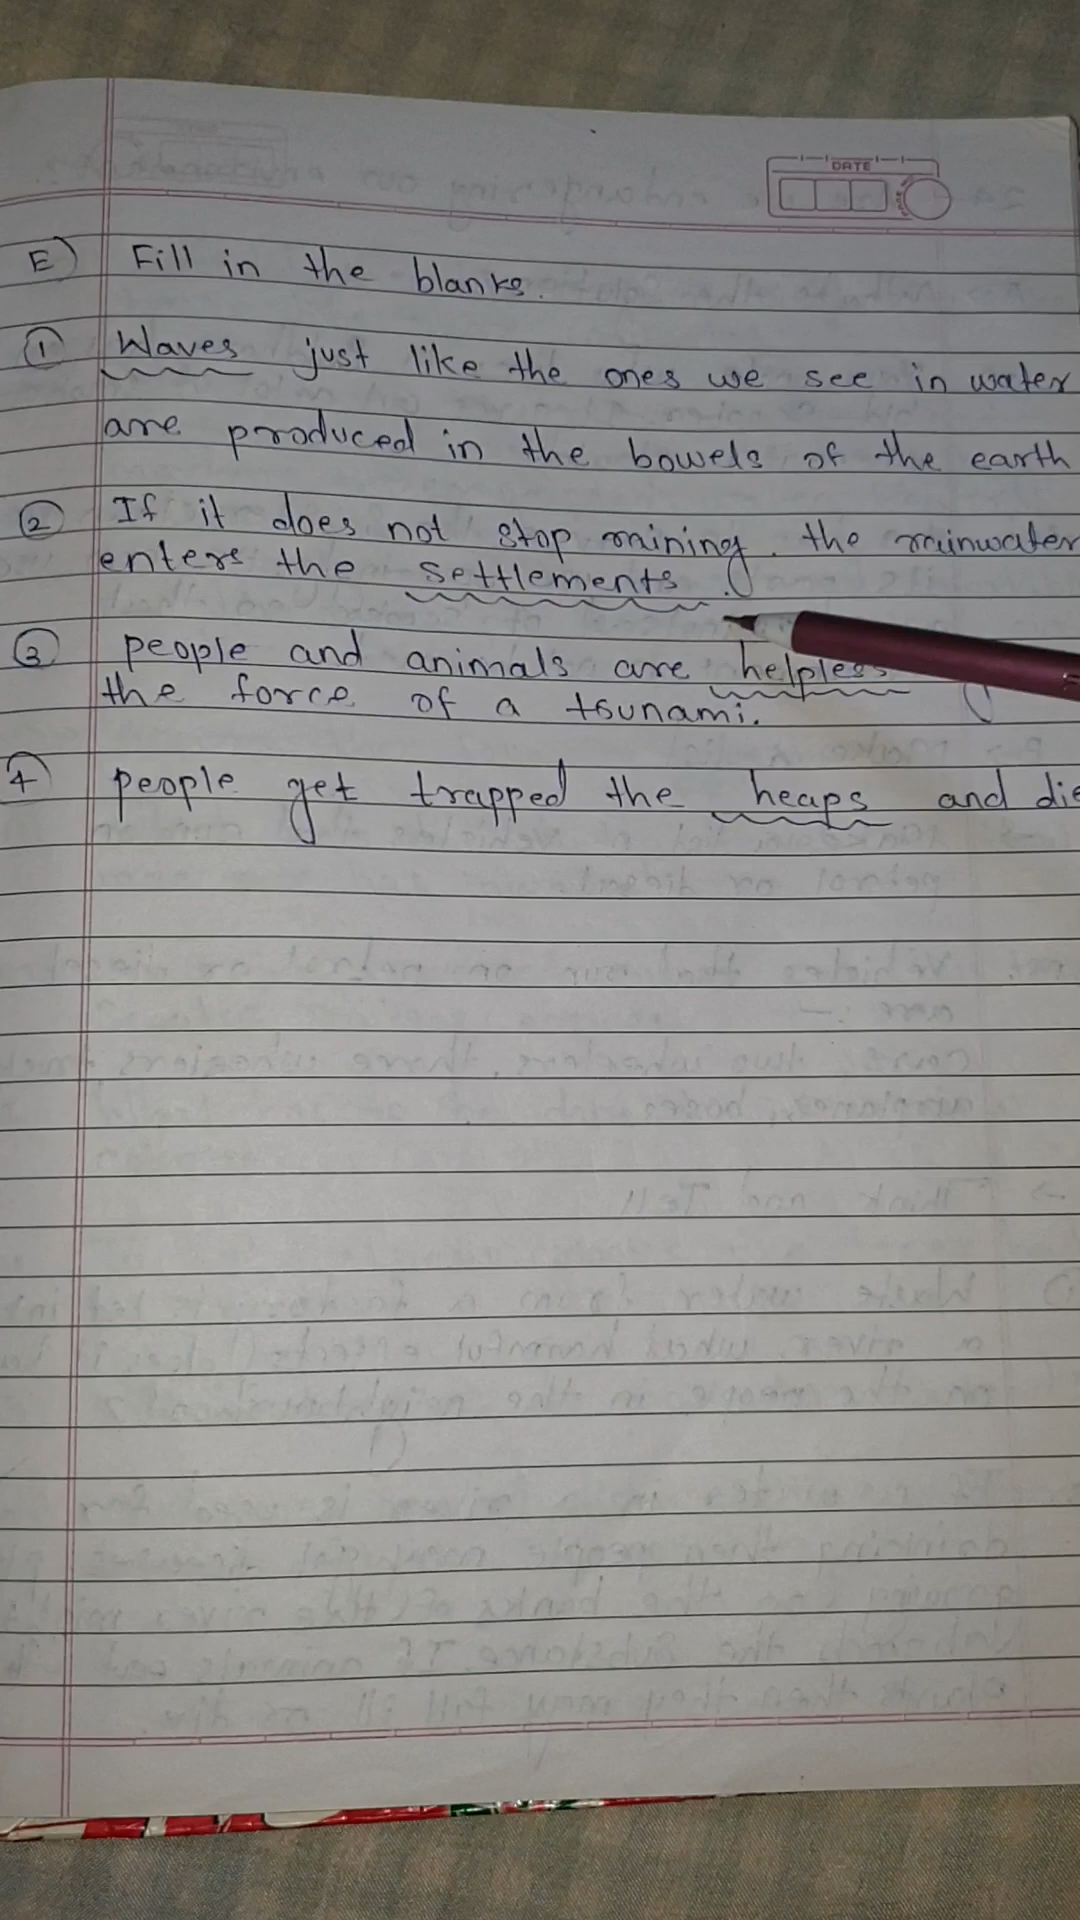 DATE
E) Fill in the blanks.
① Waves just like the ones we see in water
are produced in the bowels of the earth
② If it does not stop raining. the rainwater
enters the settlements.
③ people and animals are helpless
the force of a tsunami.
④ people get trapped the heaps and die